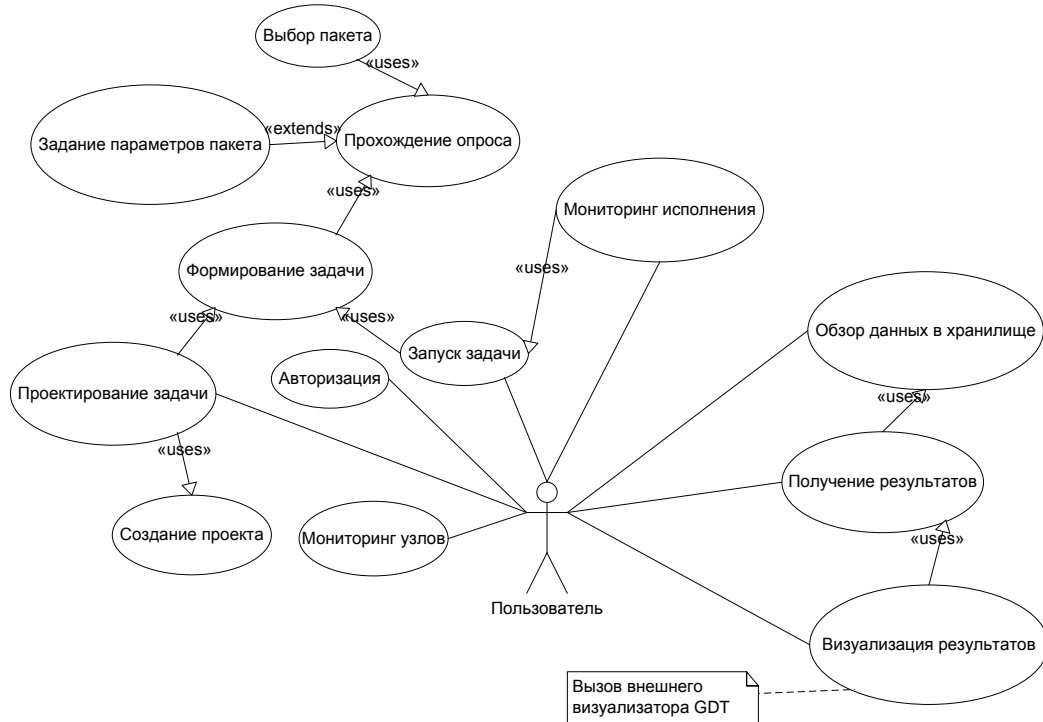 Выбор пакета
«uses»
Задание параметров пакета
«extends»
Прохождение опроса
«uses»
Мониторинг исполнения
Формирование задачи
«uses»
«uses»
«uses»
Запуск задачи
Обзор данных в хранилище
Авторизация
Проектирование задачи
«uses»
«uses»
Получение результатов
Создание проекта
Мониторинг узлов
«uses»
Пользователь
Визуализация результатов
Вызов внешнего
визуализатора GDT